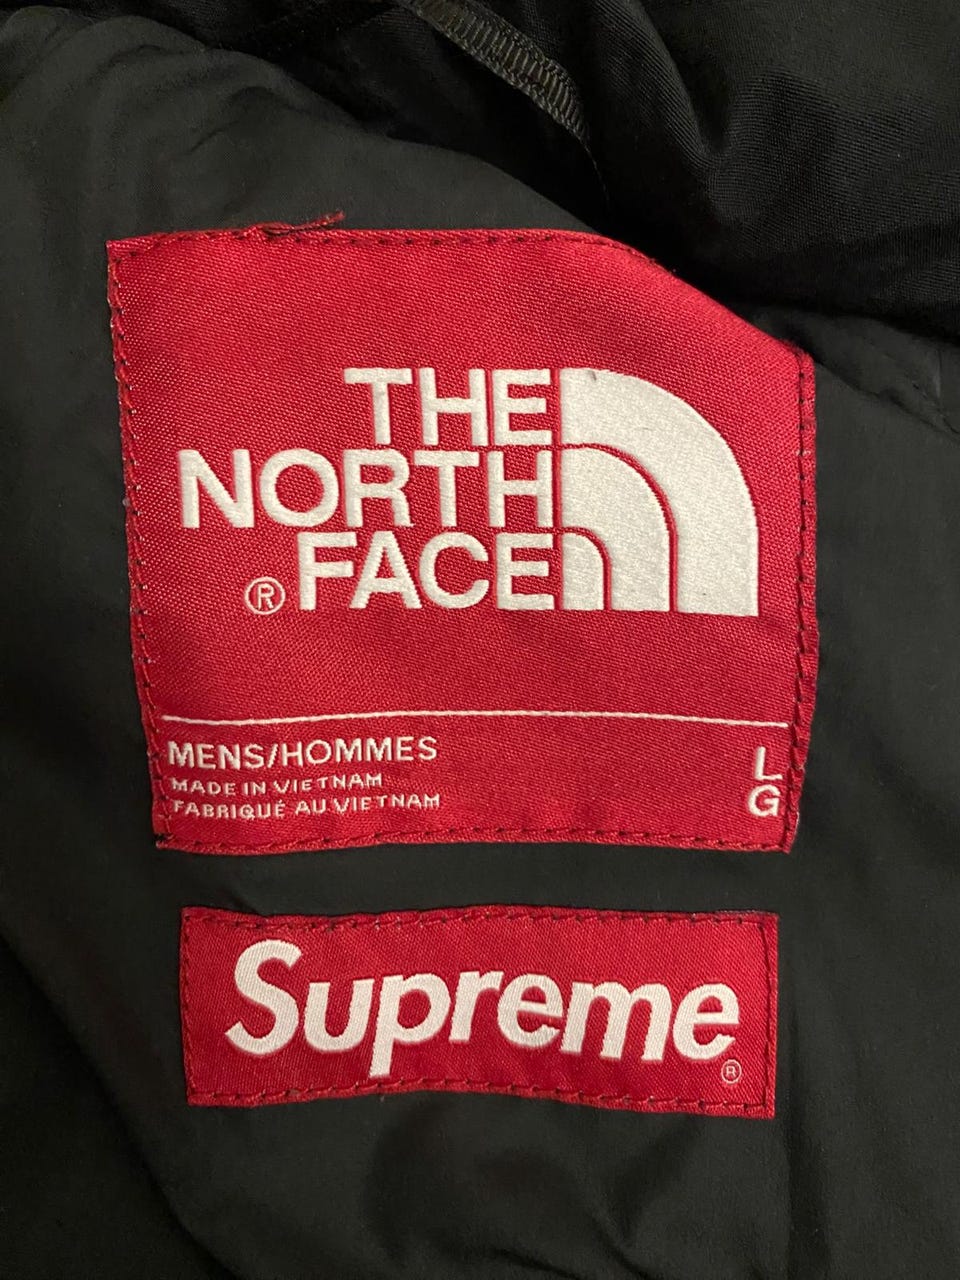 THE
NORTH
® FACE
MENS/HOMMES
MADE IN VIETNAM
FABRIQUÉ AU VIETNAM
L
G
Supreme®